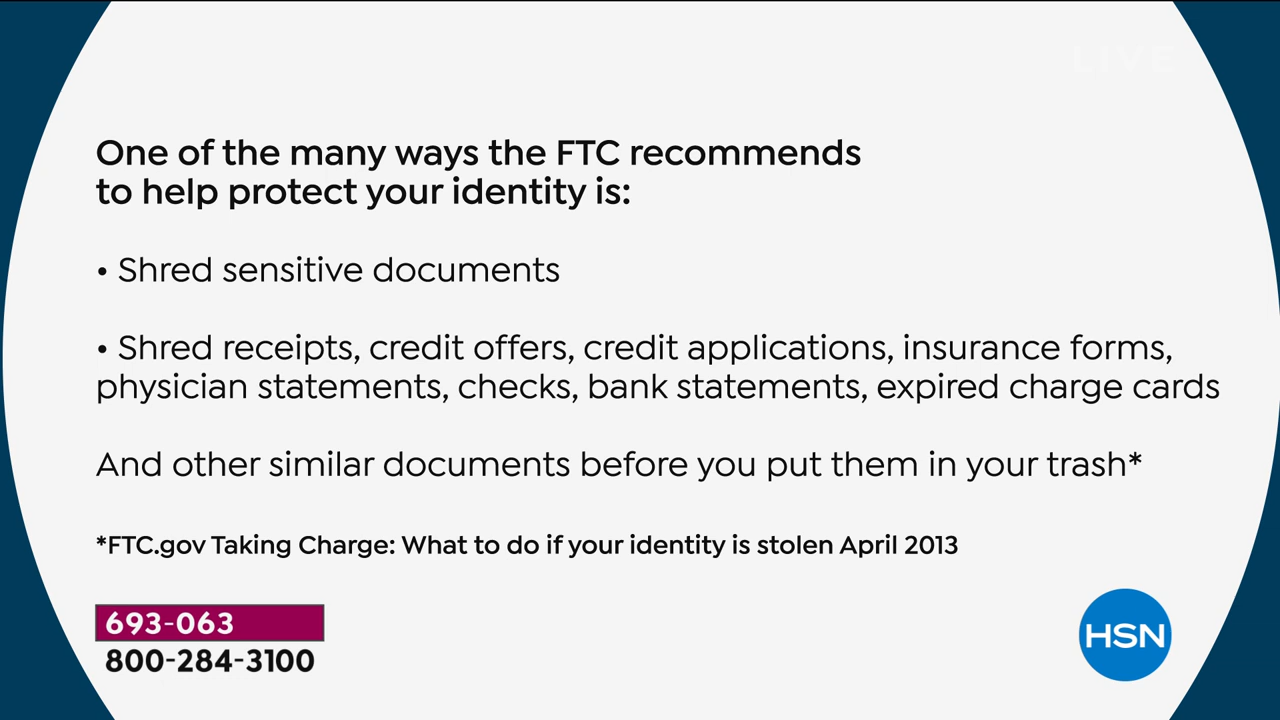 LIVE
One of the many ways the FTC recommends
to help protect your identity is:
• Shred sensitive documents
• Shred receipts, credit offers, credit applications, insurance forms,
physician statements, checks, bank statements, expired charge cards
And other similar documents before you put them in your trash*
*FTC.gov Taking Charge: What to do if your identity is stolen April 2013
693-063
800-284-3100
HSN